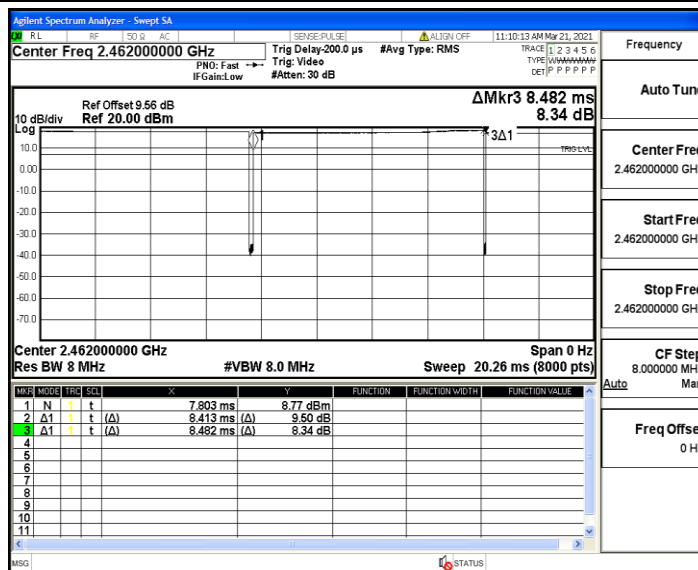 Agilent Spectrum Analyzer - Swept SA
RL RF 50 Ω AC SENSE:PULSE ALIGN OFF 11:10:13 AM Mar 21, 2021
Center Freq 2.462000000 GHz
PNO: Fast
IFGain:Low
Trig Delay-200.0 µs
Trig: Video
#Atten: 30 dB
#Avg Type: RMS
TRACE 1 2 3 4 5 6
TYPE WWWWWW
DET P P P P P P
Ref Offset 9.56 dB
Ref 20.00 dBm
10 dB/div
Log
ΔMkr3 8.482 ms
8.34 dB
1
3Δ1
TRIG LVL
10.0
0.00
-10.0
-20.0
-30.0
-40.0
-50.0
-60.0
-70.0
Center 2.462000000 GHz Span 0 Hz
Res BW 8 MHz #VBW 8.0 MHz Sweep 20.26 ms (8000 pts)
MKR MODE TRC SCL X Y FUNCTION FUNCTION WIDTH FUNCTION VALUE
1 N 1 t 7.803 ms 8.77 dBm
2 Δ1 1 t (Δ) 8.413 ms (Δ) 9.50 dB
3 Δ1 1 t (Δ) 8.482 ms (Δ) 8.34 dB
4
5
6
7
8
9
10
11
MSG STATUS
Frequency
Auto Tun
Center Fre
2.462000000 GH
Start Fre
2.462000000 GH
Stop Fre
2.462000000 GH
CF Step
8.000000 MH
Auto Ma
Freq Offse
0 H